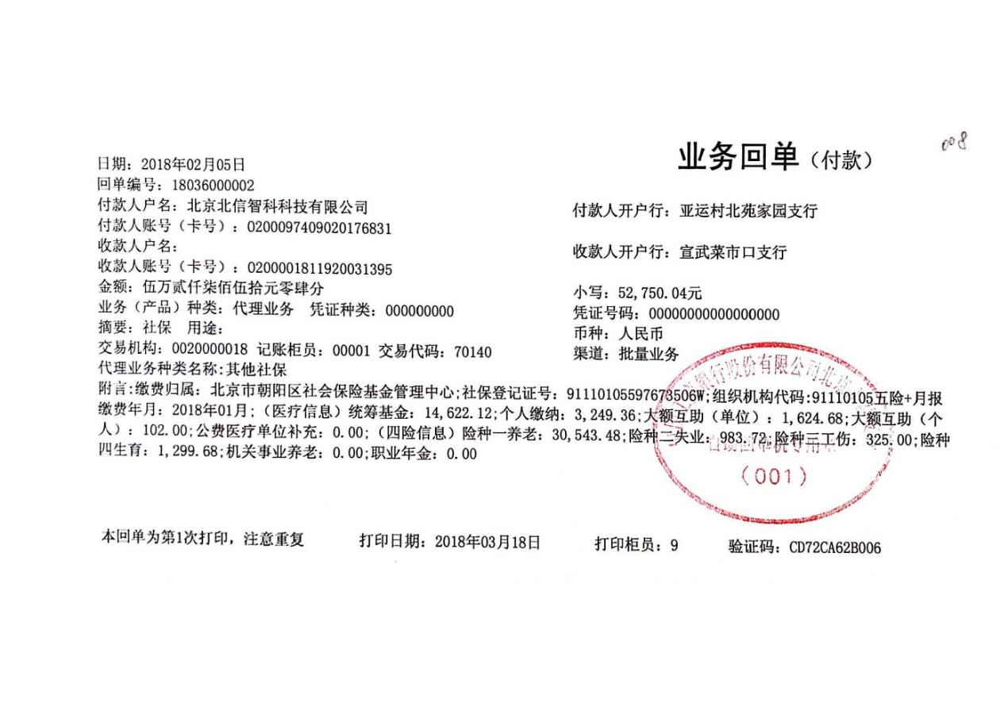 业务回单（付款）
008
日期：2018年02月05日
回单编号：18036000002
付款人户名：北京北信智科科技有限公司
付款人开户行：亚运村北苑家园支行
付款人账号（卡号）：0200097409020176831
收款人户名：
收款人开户行：宣武菜市口支行
收款人账号（卡号）：0200001811920031395
金额：伍万贰仟柒佰伍拾元零肆分
小写：52,750.04元
业务（产品）种类：代理业务 凭证种类：000000000
凭证号码：00000000000000000
摘要：社保 用途：
币种：人民币
交易机构：0020000018 记账柜员：00001 交易代码：70140
渠道：批量业务
代理业务种类名称:其他社保
附言:缴费归属：北京市朝阳区社会保险基金管理中心;社保登记证号：91110105597673506W;组织机构代码:91110105五险+月报
缴费年月：2018年01月;（医疗信息）统筹基金：14,622.12;个人缴纳：3,249.36;大额互助（单位）：1,624.68;大额互助（个
人）：102.00;公费医疗单位补充：0.00;（四险信息）险种一养老：30,543.48;险种二失业：983.72;险种三工伤：325.00;险种
四生育：1,299.68;机关事业养老：0.00;职业年金：0.00
银行股份有限公司北京
自助回单机专用章
（001）
本回单为第1次打印，注意重复 打印日期：2018年03月18日 打印柜员：9 验证码：CD72CA62B006